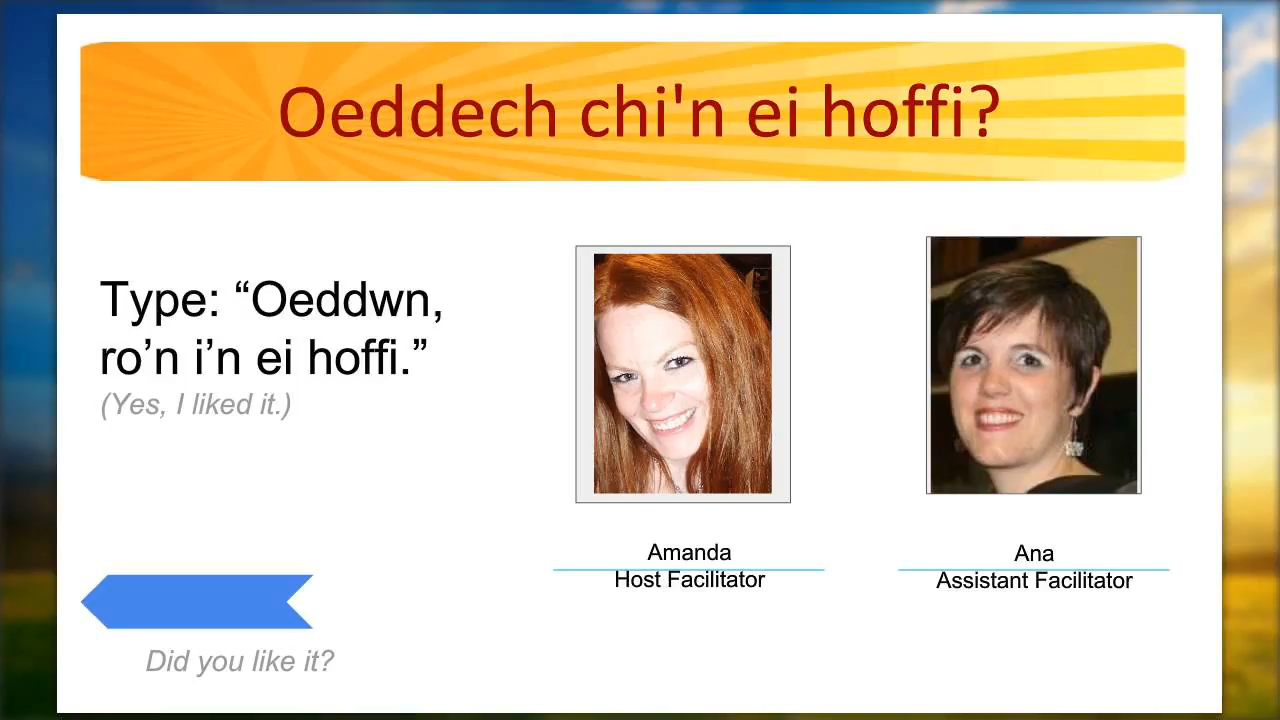 Oeddech chi'n ei hoffi?
Type: “Oeddwn,
ro’n i’n ei hoffi.”
(Yes, I liked it.)
Amanda
Host Facilitator
Ana
Assistant Facilitator
Did you like it?